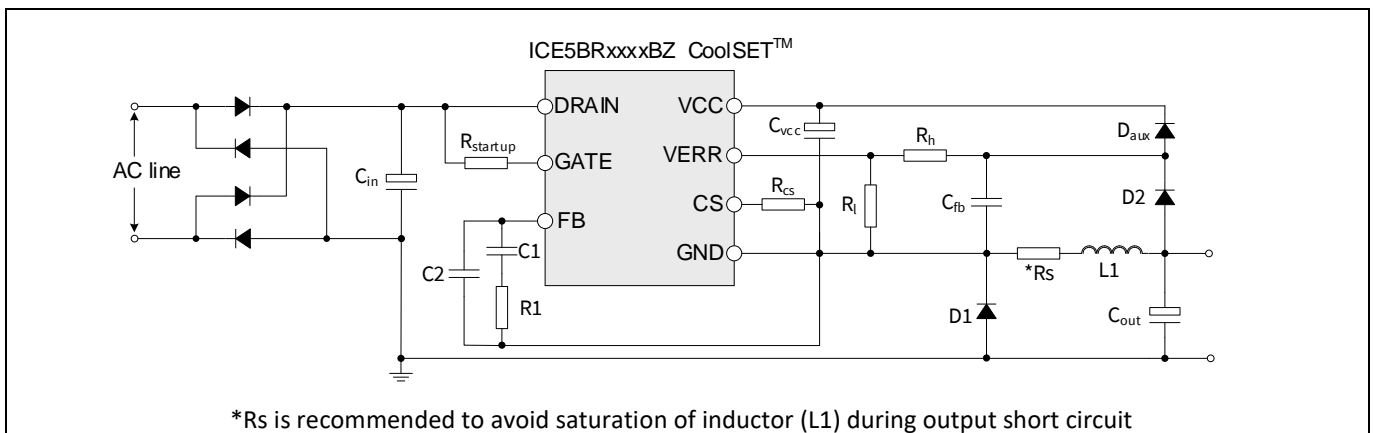 ICE5BRxxxxBZ CoolSET™
AC line
C_in
R_startup
DRAIN
GATE
FB
VCC
VERR
CS
GND
C_vcc
R_cs
R_l
R_h
C_fb
D_aux
D2
C2
C1
R1
*Rs
L1
D1
C_out
*Rs is recommended to avoid saturation of inductor (L1) during output short circuit